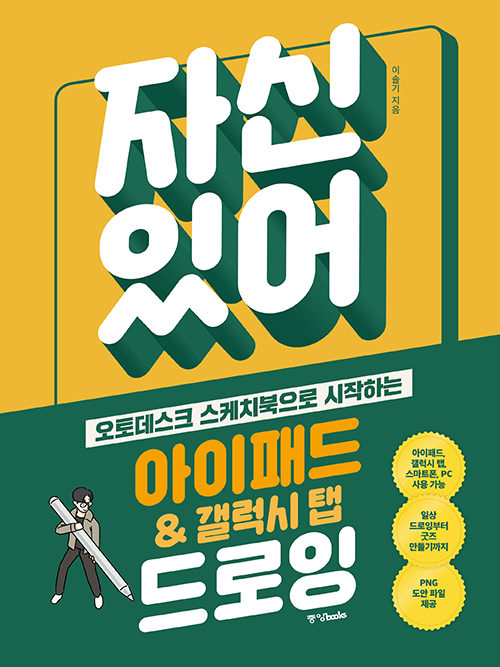 자신
있어
이솔기 지음
오토데스크 스케치북으로 시작하는
아이패드
& 갤럭시 탭
드로잉
아이패드,
갤럭시 탭,
스마트폰, PC
사용 가능
일상
드로잉부터
굿즈
만들기까지
PNG
도안 파일
제공
중앙books